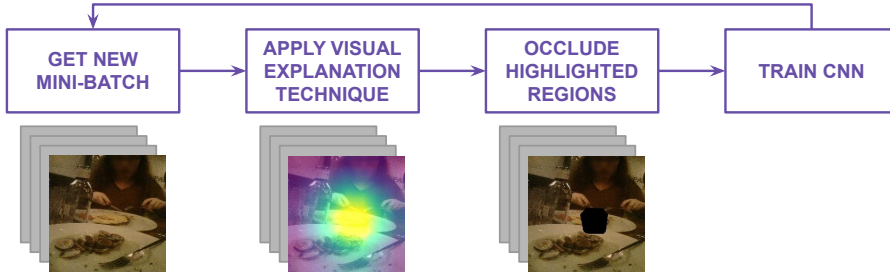 GET NEW
MINI-BATCH
APPLY VISUAL
EXPLANATION
TECHNIQUE
OCCLUDE
HIGHLIGHTED
REGIONS
TRAIN CNN